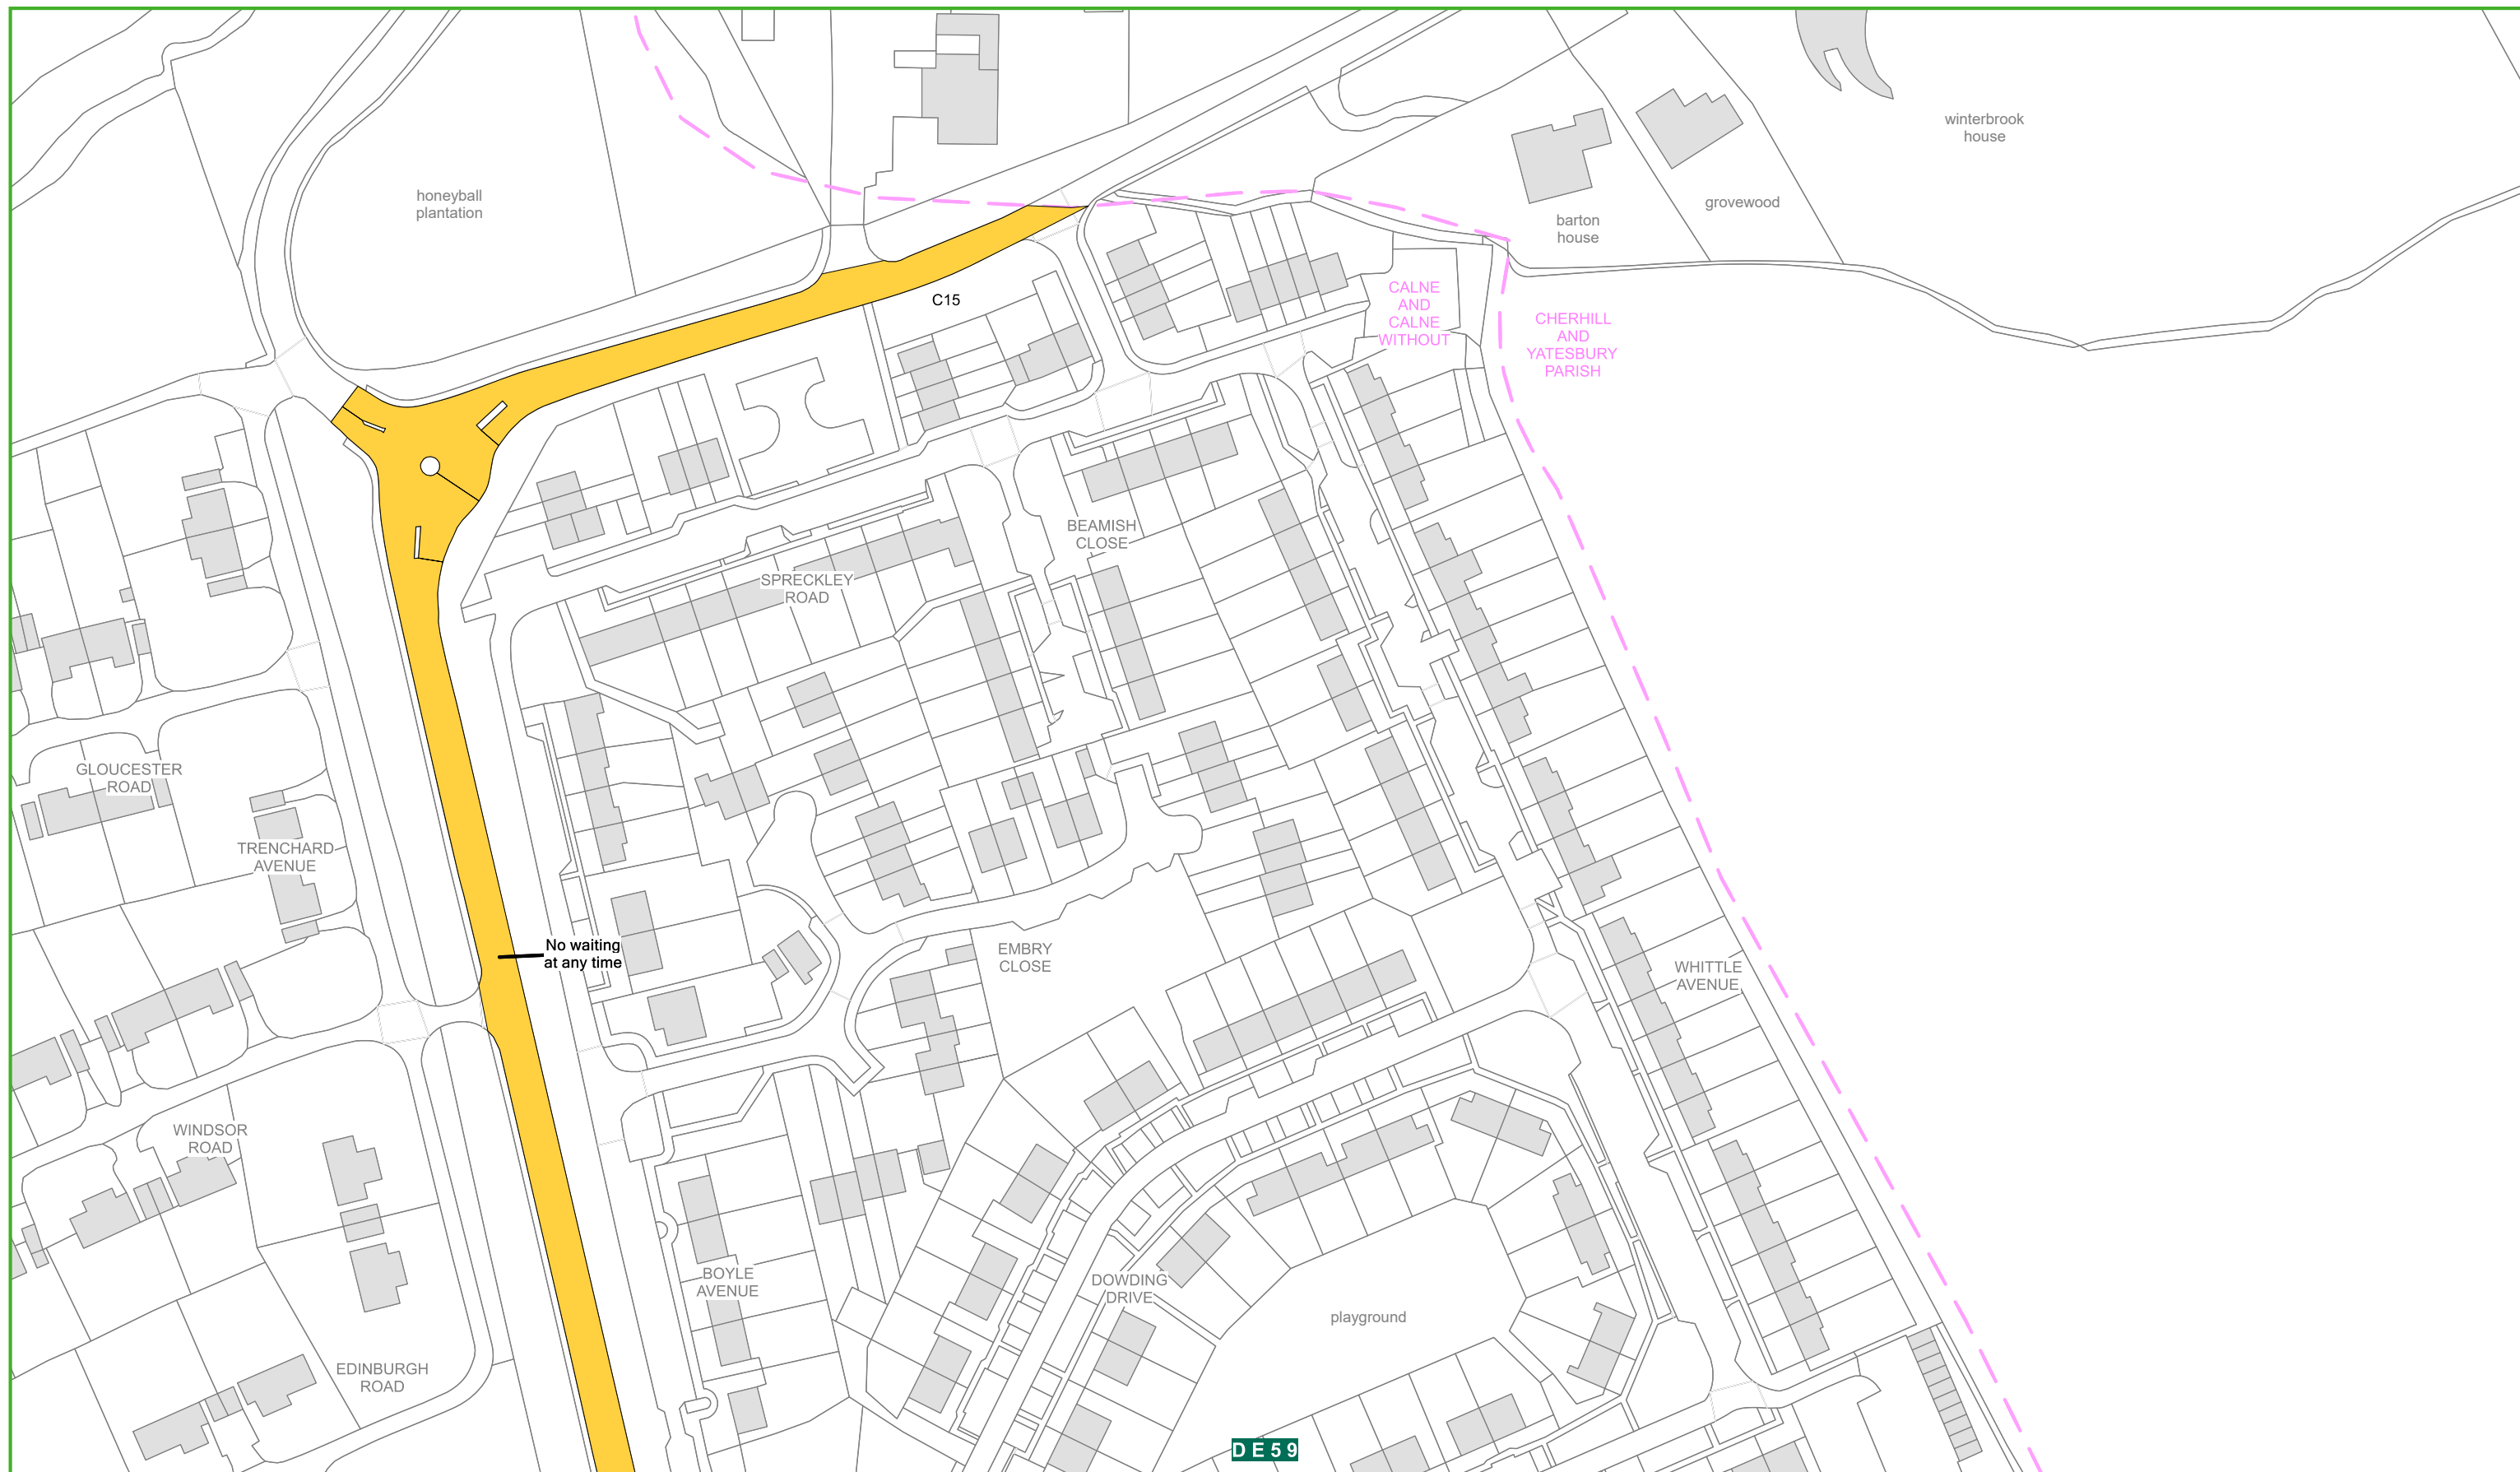 winterbrook
house
honeyball
plantation
grovewood
barton
house
C15
CALNE
AND
CALNE
WITHOUT
CHERHILL
AND
YATESBURY
PARISH
BEAMISH
CLOSE
SPRECKLEY
ROAD
GLOUCESTER
ROAD
TRENCHARD
AVENUE
No waiting
at any time
EMBRY
CLOSE
WHITTLE
AVENUE
WINDSOR
ROAD
BOYLE
AVENUE
DOWDING
DRIVE
playground
EDINBURGH
ROAD
DE59